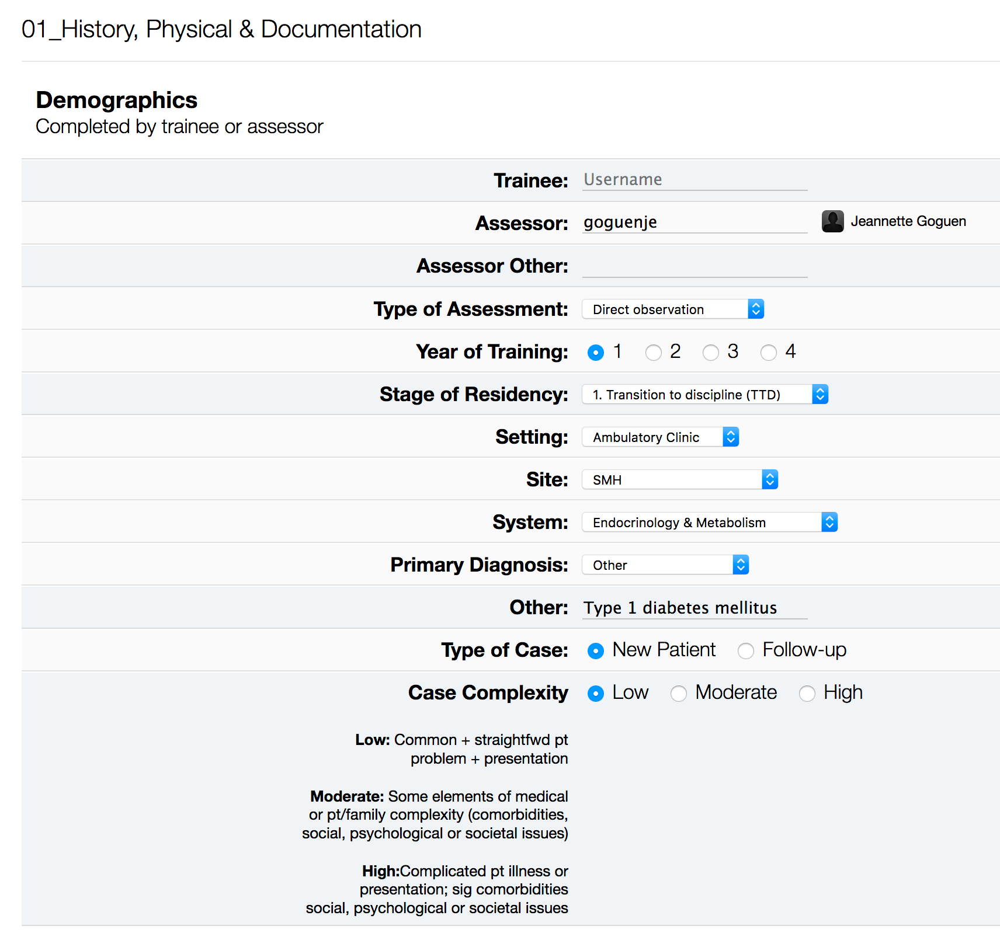 01_History, Physical & Documentation
Demographics
Completed by trainee or assessor
Trainee: Username
Assessor: goguenje Jeannette Goguen
Assessor Other:
Type of Assessment: Direct observation
Year of Training: 1 2 3 4
Stage of Residency: 1. Transition to discipline (TTD)
Setting: Ambulatory Clinic
Site: SMH
System: Endocrinology & Metabolism
Primary Diagnosis: Other
Other: Type 1 diabetes mellitus
Type of Case: New Patient Follow-up
Case Complexity Low Moderate High
Low: Common + straightfwd pt
problem + presentation
Moderate: Some elements of medical
or pt/family complexity (comorbidities,
social, psychological or societal issues)
High:Complicated pt illness or
presentation; sig comorbidities
social, psychological or societal issues